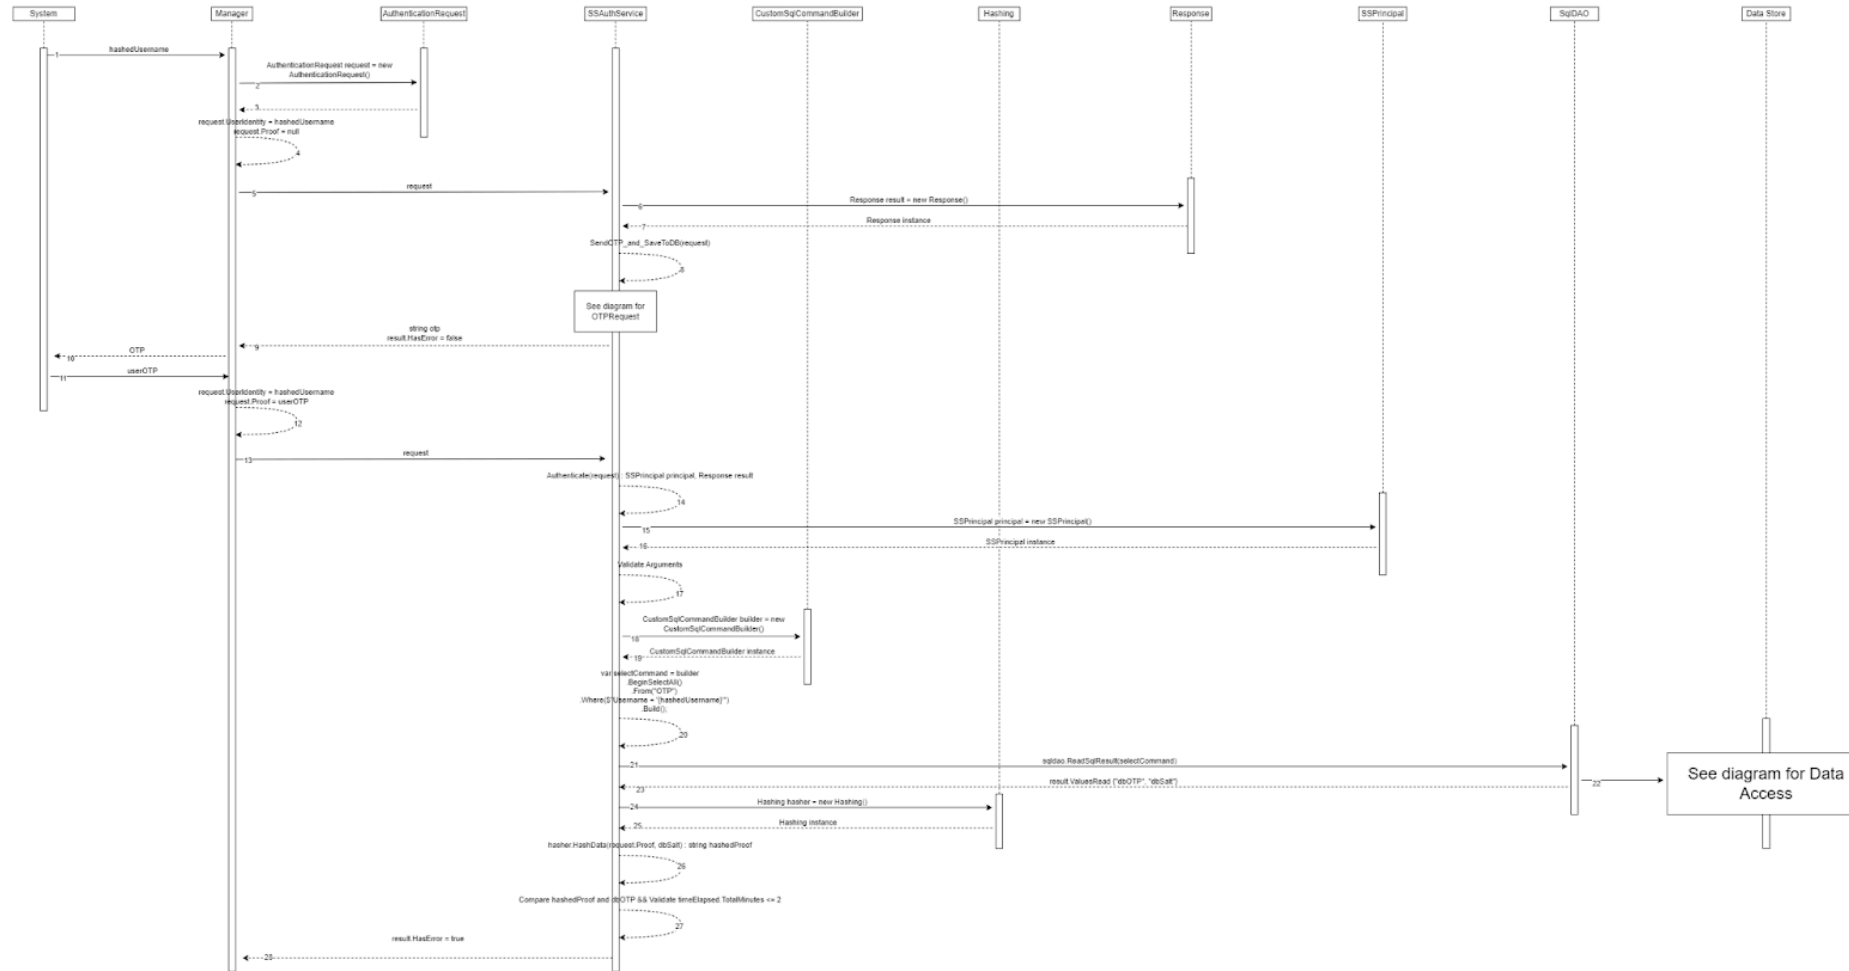 System Manager AuthenticationRequest SSAuthService CustomSqlCommandBuilder Hashing Response SSPrincipal SqlDAO Data Store
hashedUsername
1
AuthenticationRequest request = new
AuthenticationRequest()
2
request.UserIdentity = hashedUsername
request.Proof = null
4
request
5
Response result = new Response()
6
Response instance
7
SendOTP_and_SaveToDB(request)
8
See diagram for
OTPRequest
string otp
result.HasError = false
9
OTP
10
userOTP
11
request.UserIdentity = hashedUsername
request.Proof = userOTP
12
request
13
Authenticate(request) : SSPrincipal principal, Response result
14
SSPrincipal principal = new SSPrincipal()
15
SSPrincipal instance
16
Validate Arguments
17
CustomSqlCommandBuilder builder = new
CustomSqlCommandBuilder()
18
CustomSqlCommandBuilder instance
19
var selectCommand = builder
.BeginSelectAll()
.From("OTP")
.Where($"Username = '{hashedUsername}'")
.Build();
20
sqldao.ReadSqlResult(selectCommand)
21
22
See diagram for Data
Access
result.ValuesRead {"dbOTP", "dbSalt"}
23
Hashing hasher = new Hashing()
24
Hashing instance
25
hasher.HashData(request.Proof, dbSalt) : string hashedProof
26
Compare hashedProof and dbOTP && Validate timeElapsed.TotalMinutes <= 2
27
result.HasError = true
28